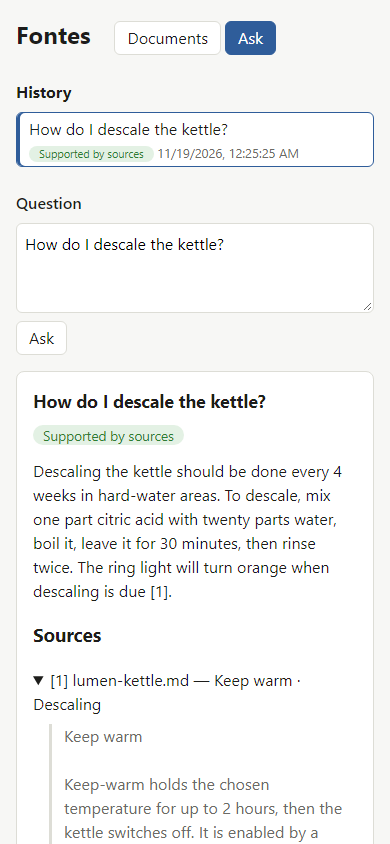 Fontes
Documents
Ask
History
How do I descale the kettle?
Supported by sources 11/19/2026, 12:25:25 AM
Question
How do I descale the kettle?
Ask
How do I descale the kettle?
Supported by sources
Descaling the kettle should be done every 4
weeks in hard-water areas. To descale, mix
one part citric acid with twenty parts water,
boil it, leave it for 30 minutes, then rinse
twice. The ring light will turn orange when
descaling is due [1].
Sources
▼ [1] lumen-kettle.md — Keep warm ·
Descaling
Keep warm
Keep-warm holds the chosen
temperature for up to 2 hours, then the
kettle switches off. It is enabled by a